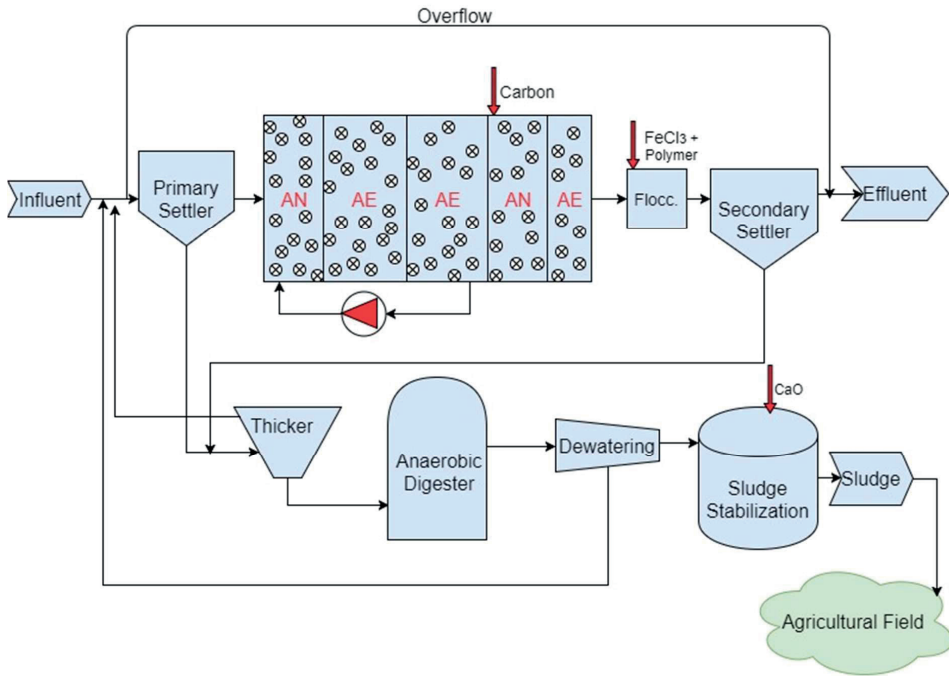 Overflow
Carbon
FeCl3 +
Polymer
Influent
Primary
Settler
AN
AE
AE
AN
AE
Flocc.
Secondary
Settler
Effluent
CaO
Thicker
Anaerobic
Digester
Dewatering
Sludge
Stabilization
Sludge
Agricultural Field